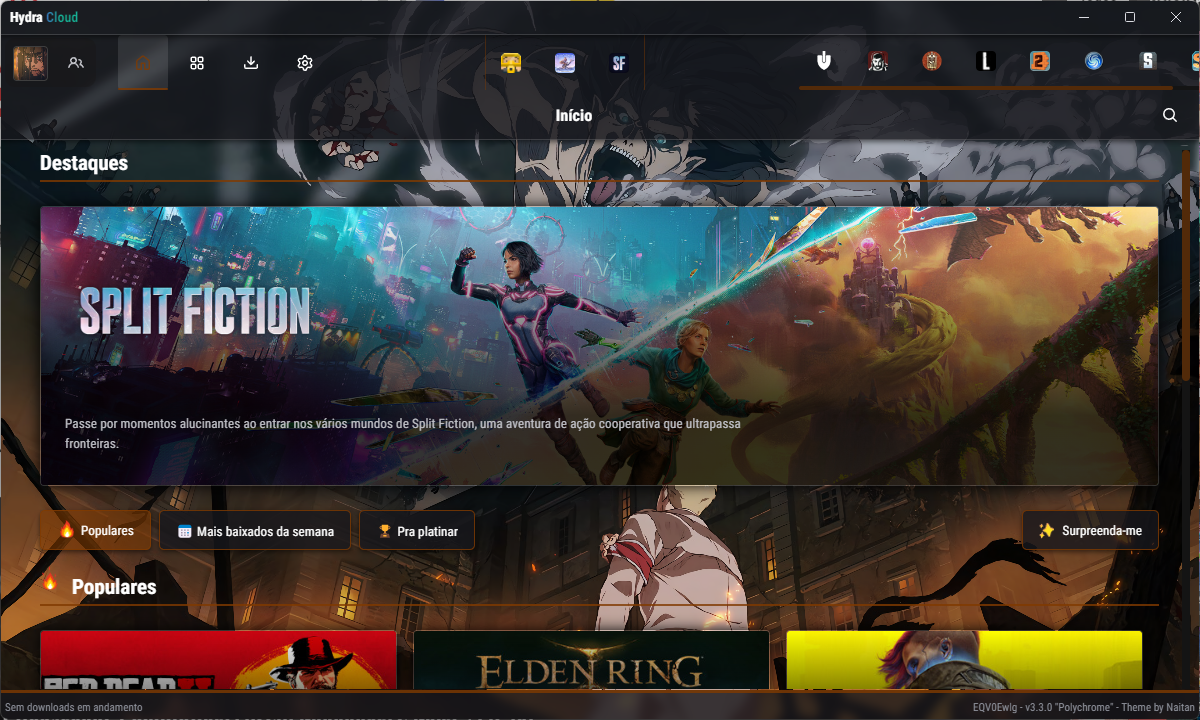 Hydra Cloud
SF
L
2
S
Início
Destaques
SPLIT FICTION
Passe por momentos alucinantes ao entrar nos vários mundos de Split Fiction, uma aventura de ação cooperativa que ultrapassa
fronteiras.
Populares
Mais baixados da semana
Pra platinar
Surpreenda-me
Populares
RED DEAD
ELDEN RING
Sem downloads em andamento
EQV0Ewlg - v3.3.0 "Polychrome" - Theme by Naitan